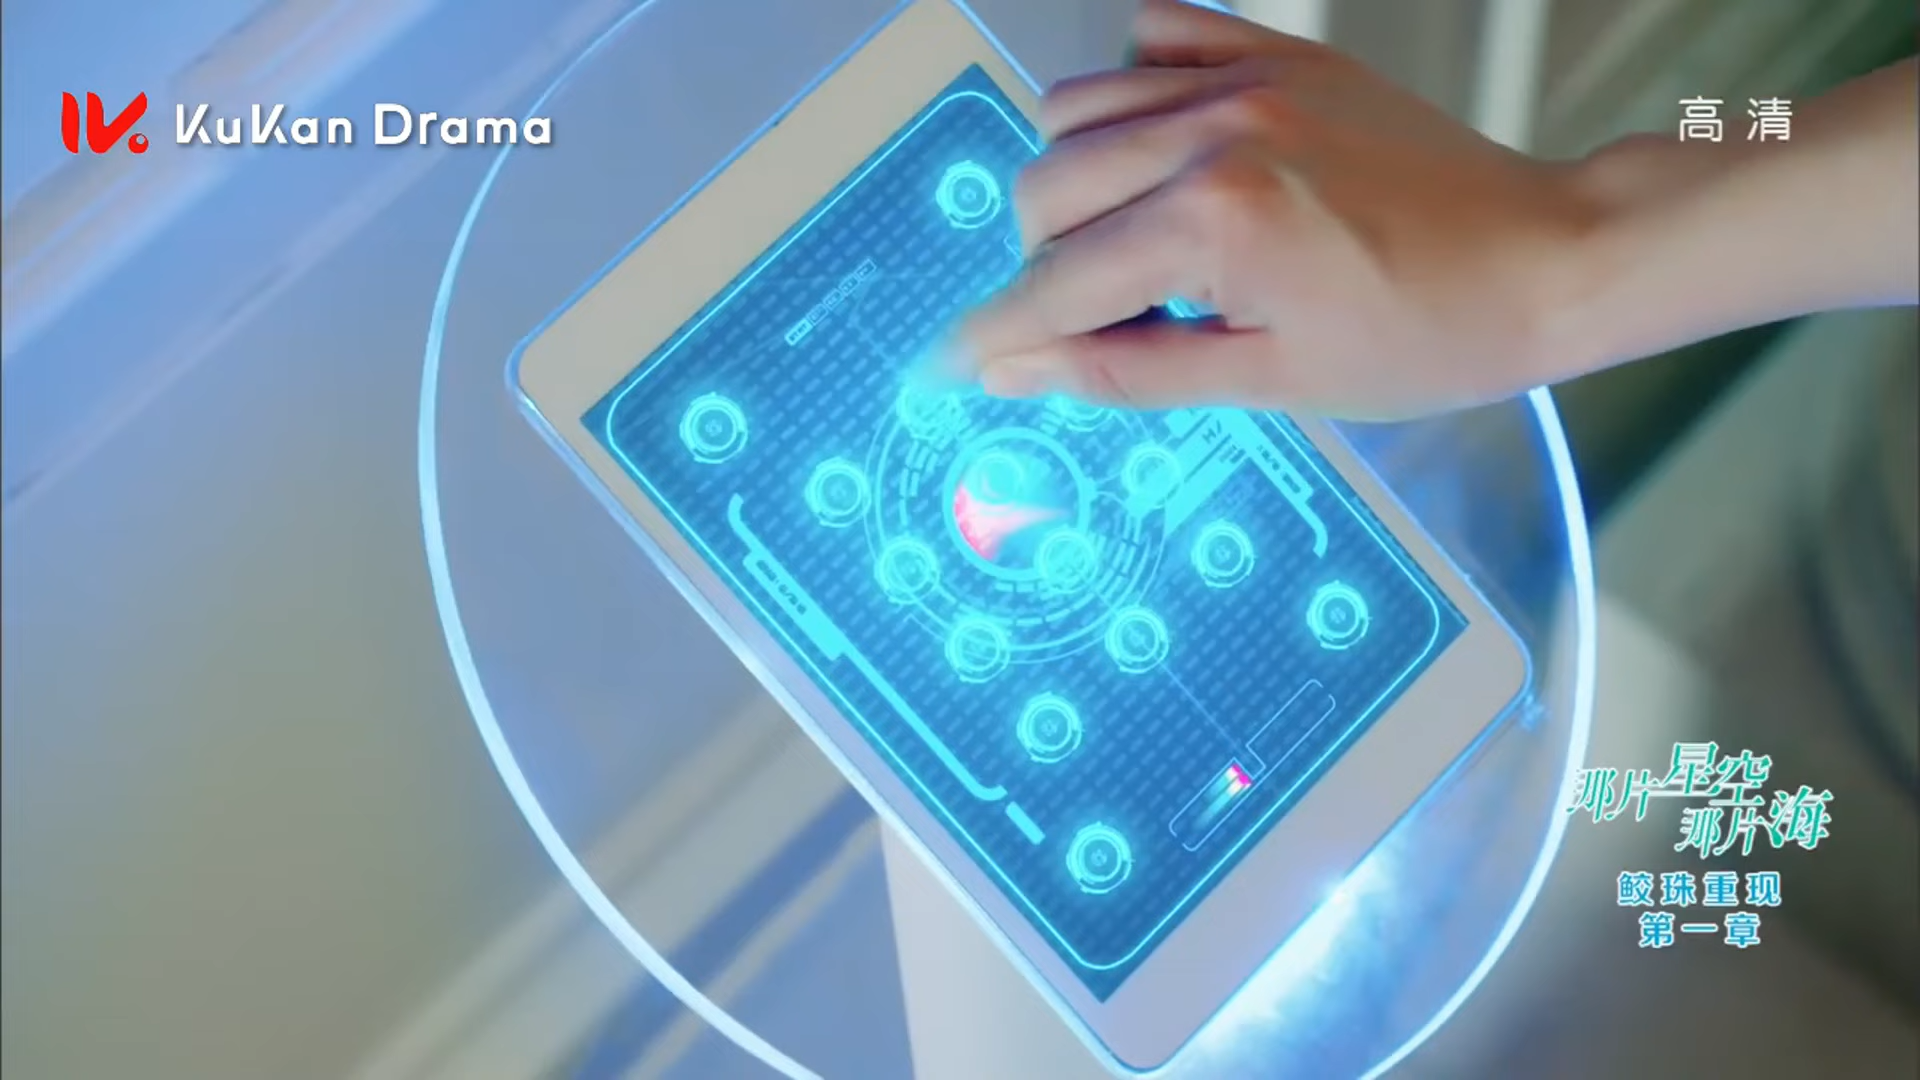 KuKan Drama
高清
那片星空
那片海
鲛珠重现
第一章